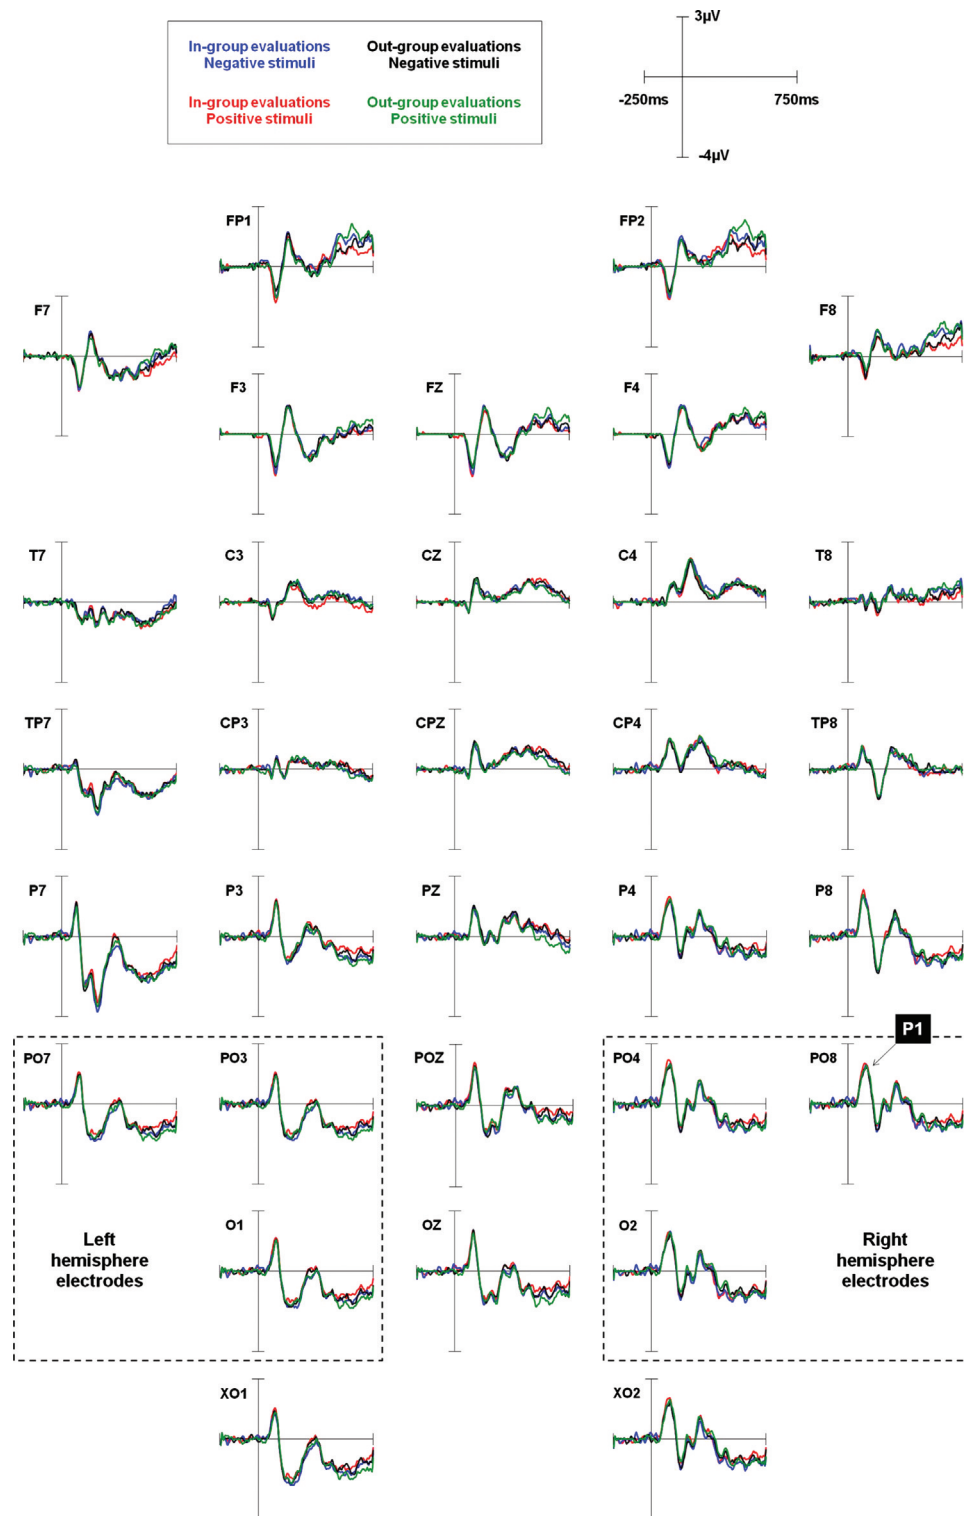 In-group evaluations
Negative stimuli
Out-group evaluations
Negative stimuli
In-group evaluations
Positive stimuli
Out-group evaluations
Positive stimuli
3µV
-250ms
750ms
-4µV
FP1
FP2
F7
F8
F3
FZ
F4
T7
C3
CZ
C4
T8
TP7
CP3
CPZ
CP4
TP8
P7
P3
PZ
P4
P8
P1
PO7
PO3
POZ
PO4
PO8
O1
OZ
O2
Left
hemisphere
electrodes
Right
hemisphere
electrodes
XO1
XO2